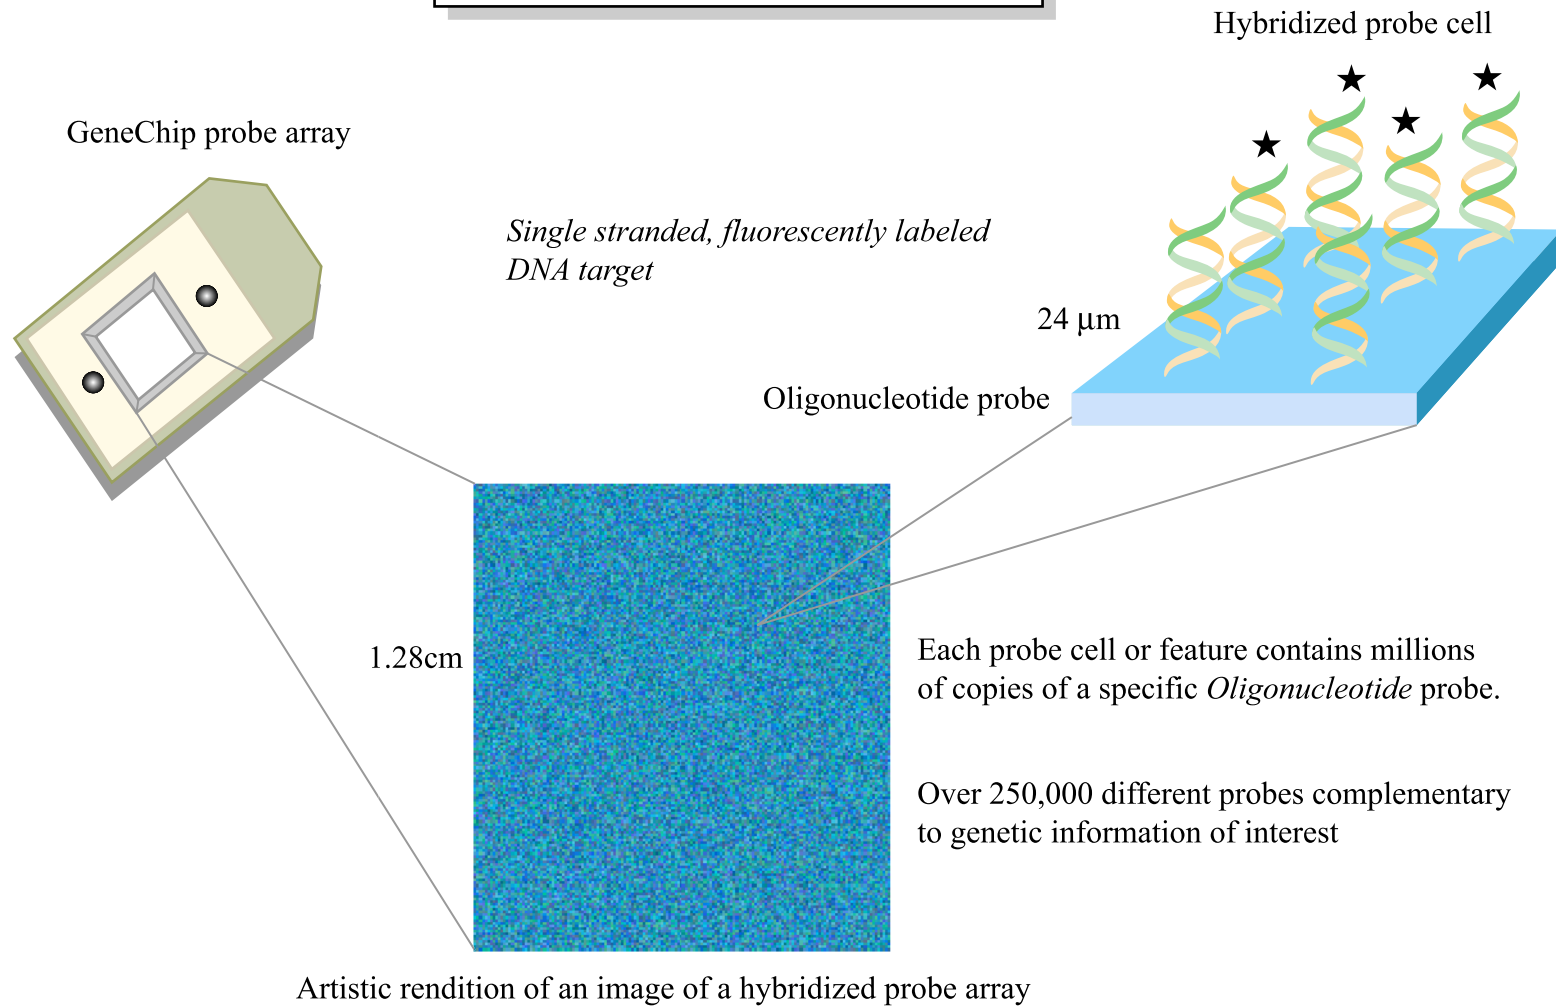 Hybridized probe cell
GeneChip probe array
Single stranded, fluorescently labeled
DNA target
24 μm
Oligonucleotide probe
1.28cm
Each probe cell or feature contains millions
of copies of a specific Oligonucleotide probe.
Over 250,000 different probes complementary
to genetic information of interest
Artistic rendition of an image of a hybridized probe array